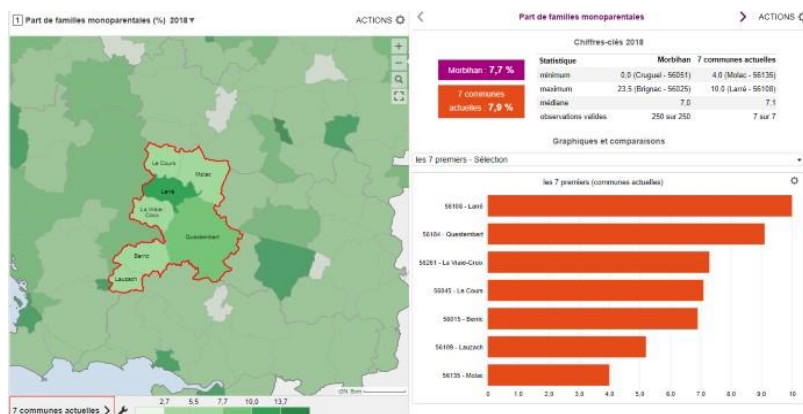 1 Part de familles monoparentales (%) 2018 ▾
ACTIONS
Le Cours
Molac
Larré
La Vraie-
Croix
Questembert
Berric
Lauzach
7 communes actuelles
2,7 5,5 7,7 10,0 13,7
Part de familles monoparentales
ACTIONS
Chiffres-clés 2018
Morbihan : 7,7 %
7 communes
actuelles : 7,9 %
Statistique Morbihan 7 communes actuelles
minimum 0,0 (Cruguel - 56051) 4,0 (Molac - 56135)
maximum 23,5 (Brignac - 56025) 10,0 (Larré - 56108)
médiane 7,0 7,1
observations valides 250 sur 250 7 sur 7
Graphiques et comparaisons
les 7 premiers - Sélection
les 7 premiers (communes actuelles)
56108 - Larré
56184 - Questembert
56261 - La Vraie-Croix
56045 - Le Cours
56015 - Berric
56109 - Lauzach
56135 - Molac
0 1,0 2,0 3,0 4,0 5,0 6,0 7,0 8,0 9,0 10